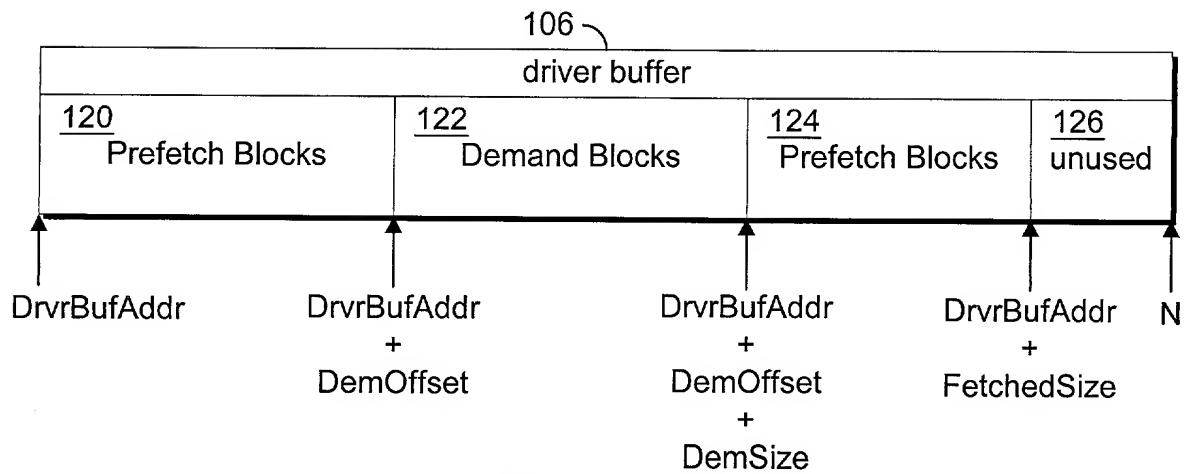 106
driver buffer
120
Prefetch Blocks
122
Demand Blocks
124
Prefetch Blocks
126
unused
DrvrBufAddr
DrvrBufAddr
+
DemOffset
DrvrBufAddr
+
DemOffset
+
DemSize
DrvrBufAddr
+
FetchedSize
N